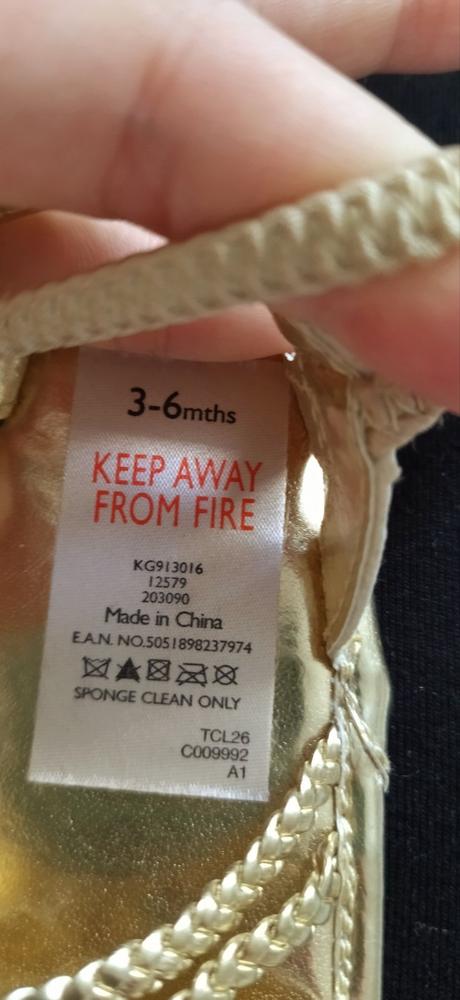 3-6mths
KEEP AWAY
FROM FIRE
KG913016
12579
203090
Made in China
E.A.N. NO.5051898237974
SPONGE CLEAN ONLY
TCL26
C009992
A1